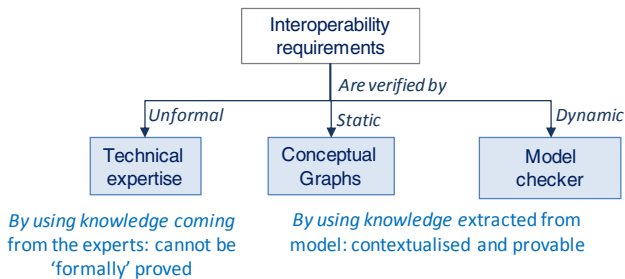 Interoperability
requirements
Are verified by
Unformal
Static
Dynamic
Technical
expertise
Conceptual
Graphs
Model
checker
By using knowledge coming
from the experts: cannot be
‘formally’ proved
By using knowledge extracted from
model: contextualised and provable